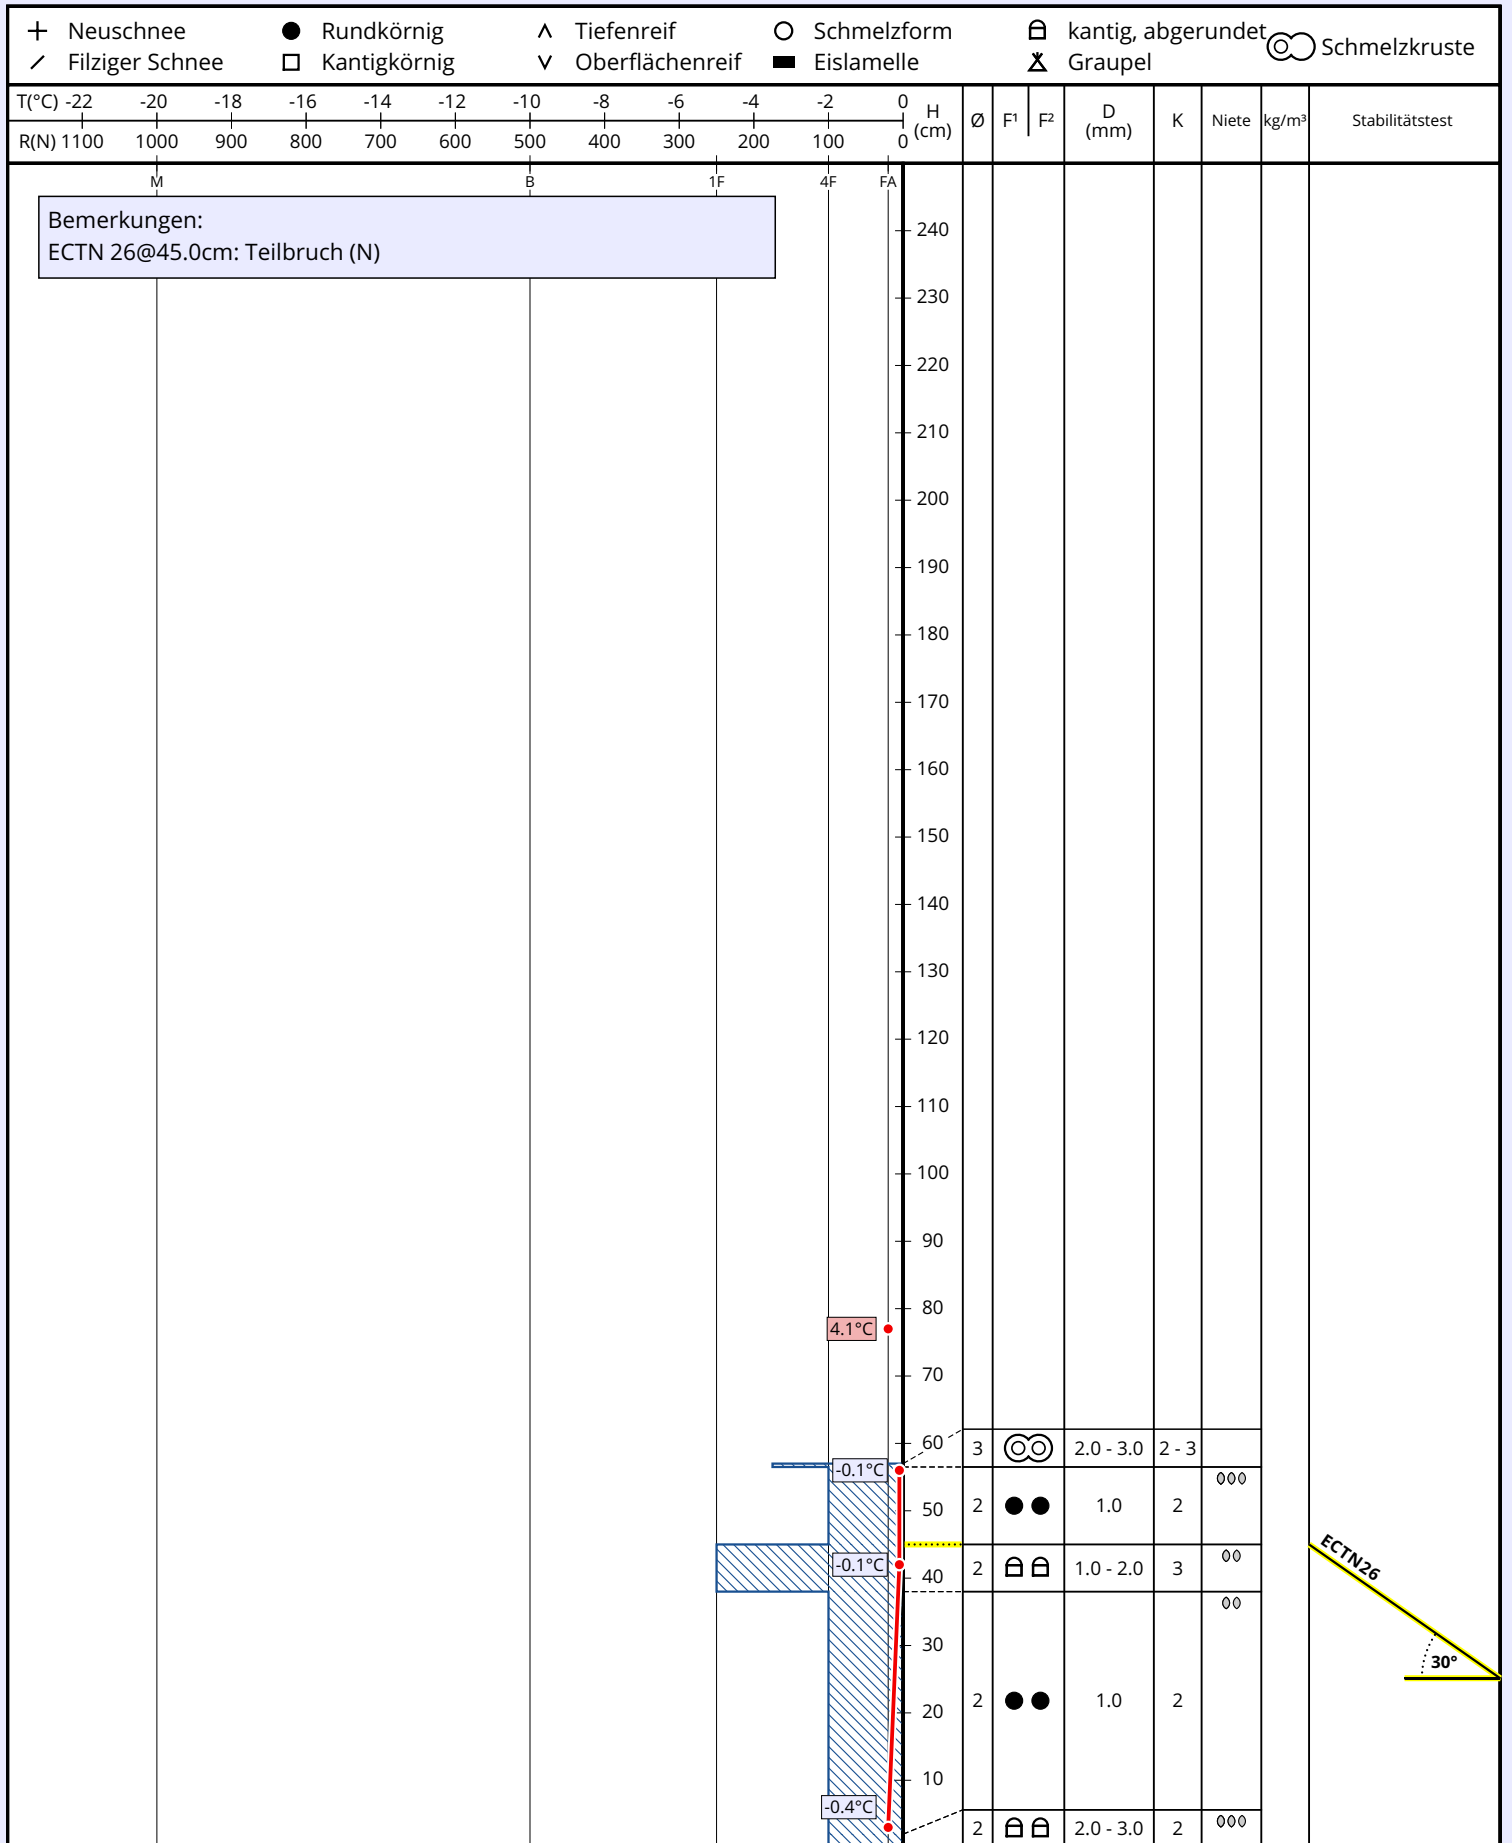 Neuschnee Rundkörnig Tiefenreif Schmelzform kantig, abgerundet Schmelzkruste
Filziger Schnee Kantigkörnig Oberflächenreif Eislamelle Graupel
T(°C) -22 -20 -18 -16 -14 -12 -10 -8 -6 -4 -2 0
R(N) 1100 1000 900 800 700 600 500 400 300 200 100 0
H (cm) Ø F¹ F² D (mm) K Niete kg/m³ Stabilitätstest
M B 1F 4F FA
Bemerkungen:
ECTN 26@45.0cm: Teilbruch (N)
240
230
220
210
200
190
180
170
160
150
140
130
120
110
100
90
80
4.1°C
70
60 3 2.0 - 3.0 2 - 3
-0.1°C
50 2 1.0 2
ECTN26
-0.1°C 40 2 1.0 - 2.0 3
30
30°
20 2 1.0 2
10
-0.4°C
2 2.0 - 3.0 2